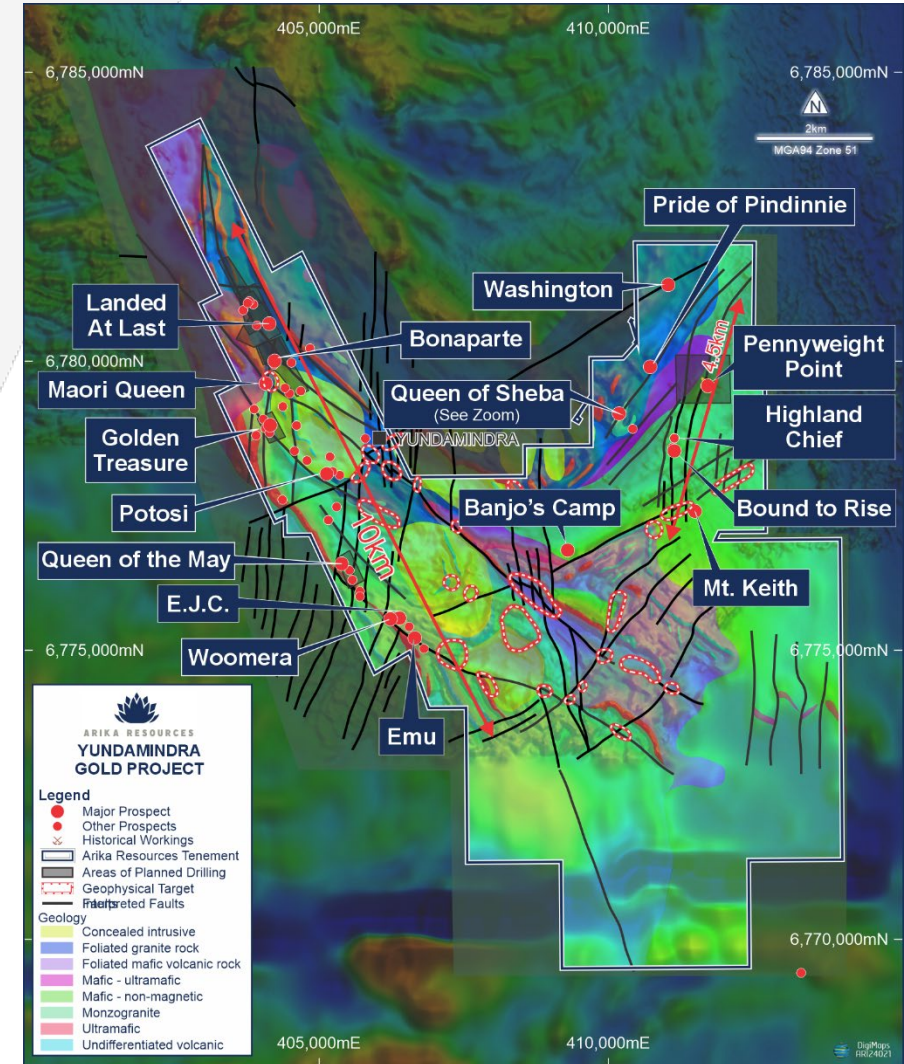 405,000mE
410,000mE
6,785,000mN
6,785,000mN
N
2km
MGA94 Zone 51
Pride of Pindinnie
Washington
Landed
At Last
Bonaparte
4.5km
Pennyweight
Point
6,780,000mN
Maori Queen
Queen of Sheba
(See Zoom)
Highland
Chief
Golden
Treasure
YUNDAMINDRA
Potosi
Banjo's Camp
Bound to Rise
10km
Queen of the May
Mt. Keith
E.J.C.
Woomera
6,775,000mN
6,775,000mN
Emu
ARIKA RESOURCES
YUNDAMINDRA
GOLD PROJECT
Legend
Major Prospect
Other Prospects
Historical Workings
Arika Resources Tenement
Areas of Planned Drilling
Geophysical Target
Interpreted Faults
Geology
Concealed intrusive
Foliated granite rock
Foliated mafic volcanic rock
Mafic - ultramafic
Mafic - non-magnetic
Monzogranite
Ultramafic
Undifferentiated volcanic
6,770,000mN
405,000mE
410,000mE
DigiMaps
ARI24021